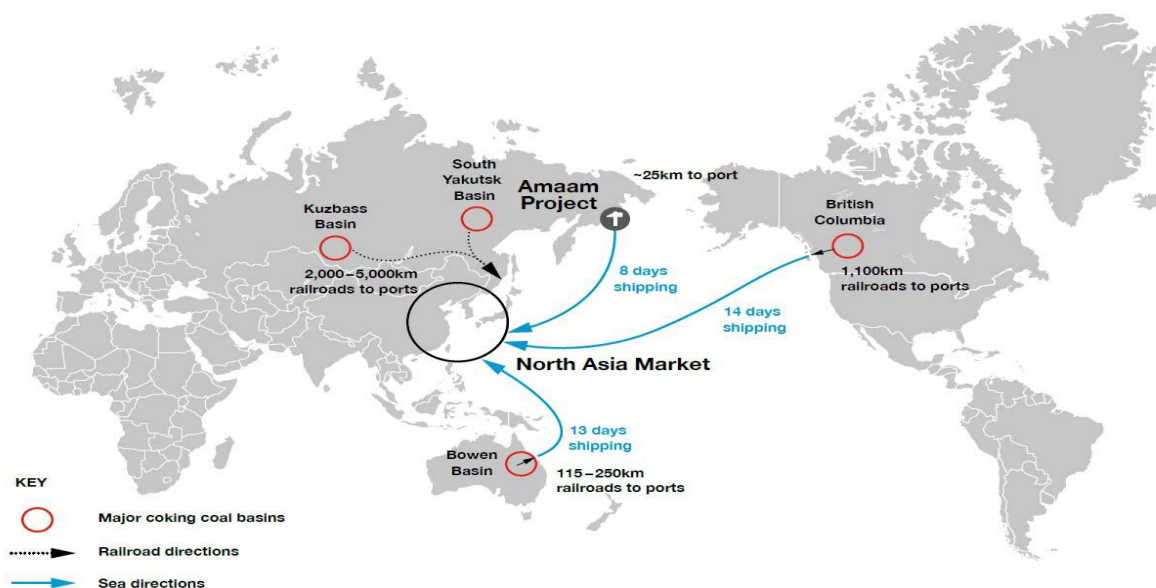 South
Yakutsk
Basin
Amaam
Project
~25km to port
Kuzbass
Basin
British
Columbia
2,000–5,000km
railroads to ports
8 days
shipping
1,100km
railroads to ports
14 days
shipping
North Asia Market
13 days
shipping
Bowen
Basin
115–250km
railroads to ports
KEY
Major coking coal basins
Railroad directions
Sea directions